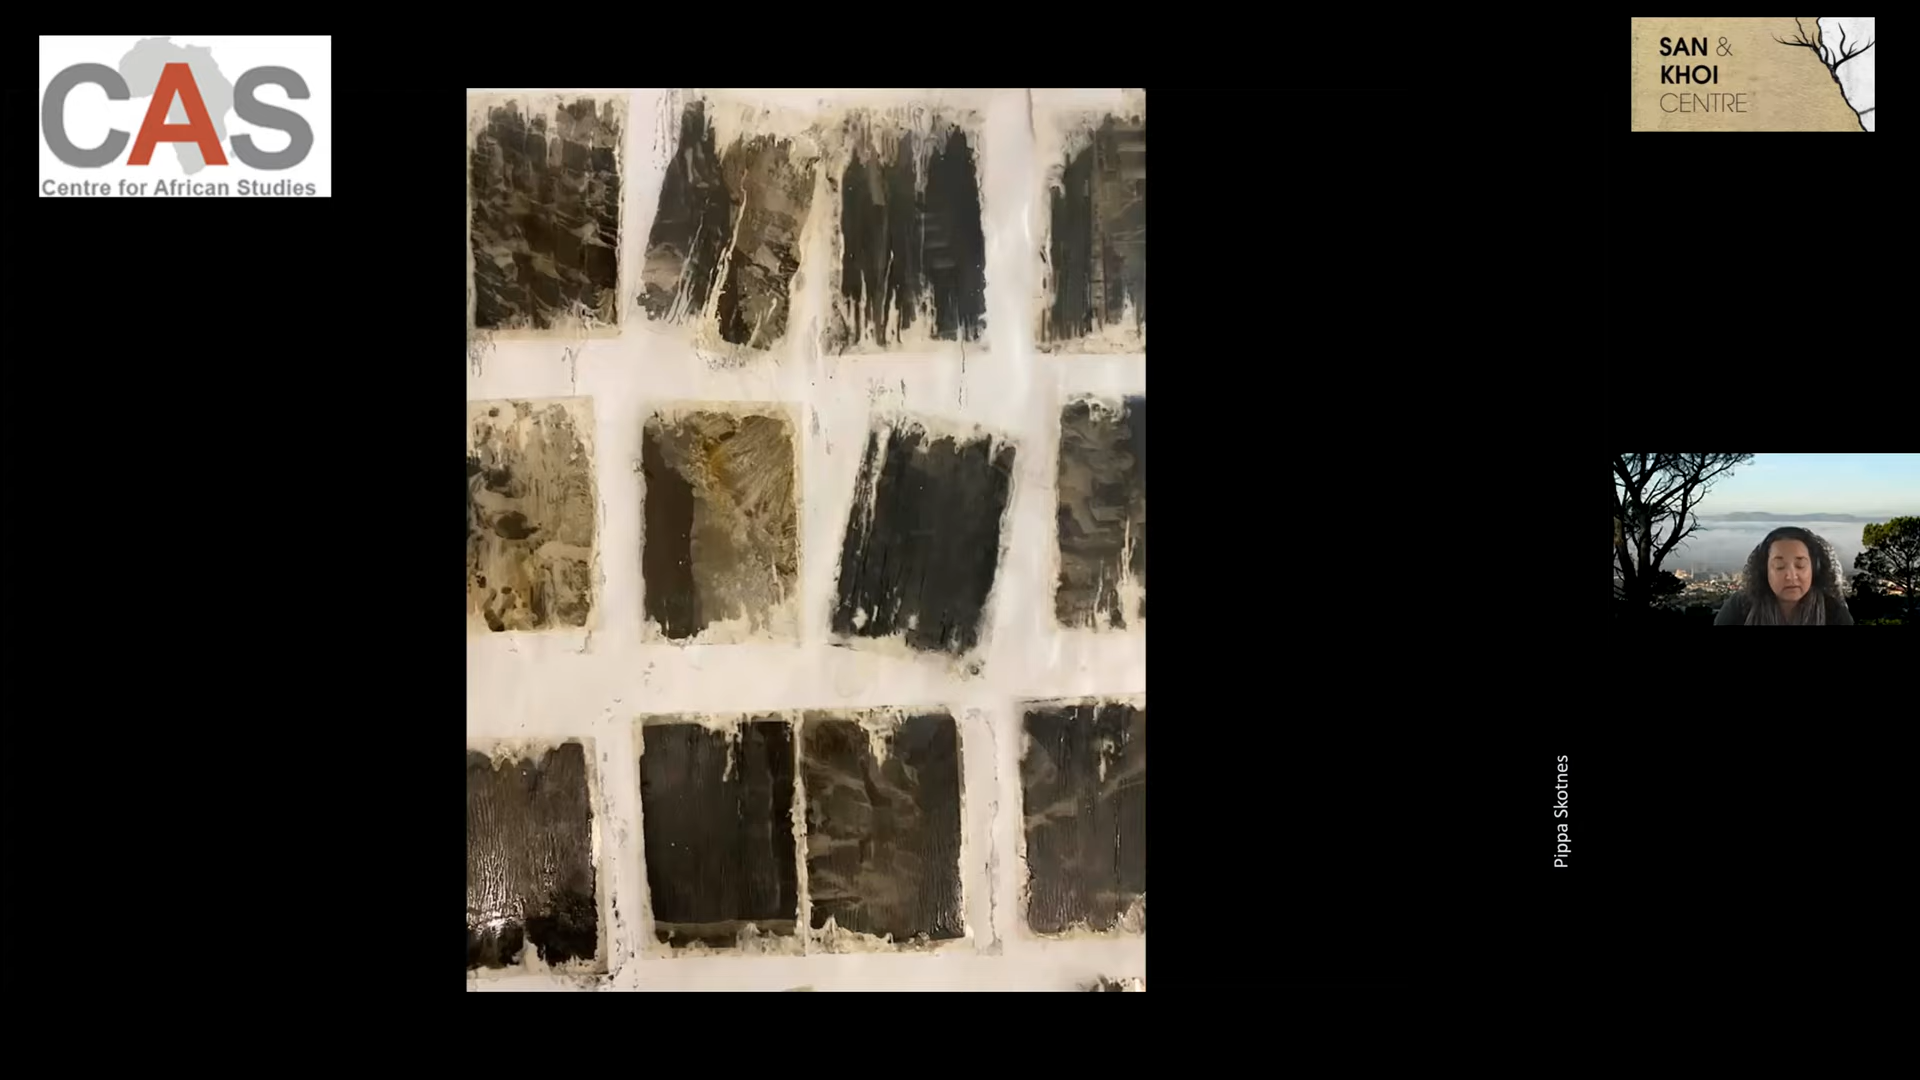 CAS
Centre for African Studies
SAN &
KHOI
CENTRE
Pippa Skotnes